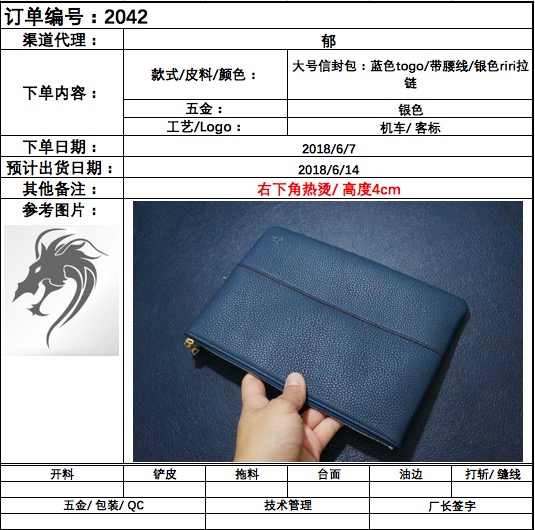 订单编号：2042
渠道代理： 郁
下单内容： 款式/皮料/颜色： 大号信封包：蓝色togo/带腰线/银色riri拉
链
五金： 银色
工艺/Logo： 机车/ 客标
下单日期： 2018/6/7
预计出货日期： 2018/6/14
其他备注： 右下角热烫/ 高度4cm
参考图片：
开料 铲皮 拖料 台面 油边 打斩/ 缝线
五金/ 包装/ QC 技术管理 厂长签字